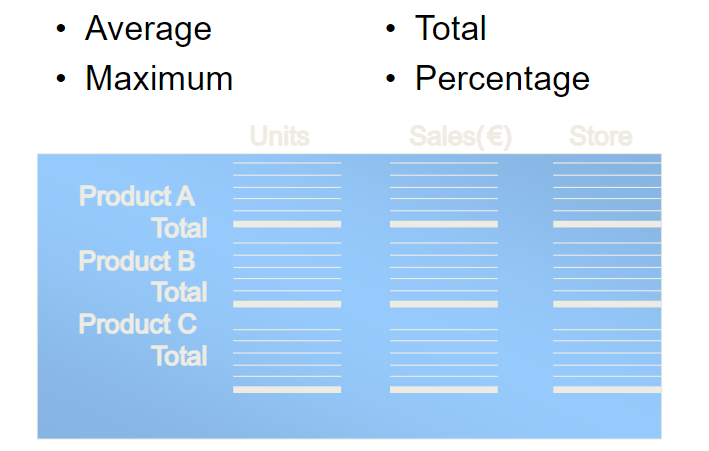 • Average
• Maximum
• Total
• Percentage
Units Sales(€) Store
Product A
Total
Product B
Total
Product C
Total